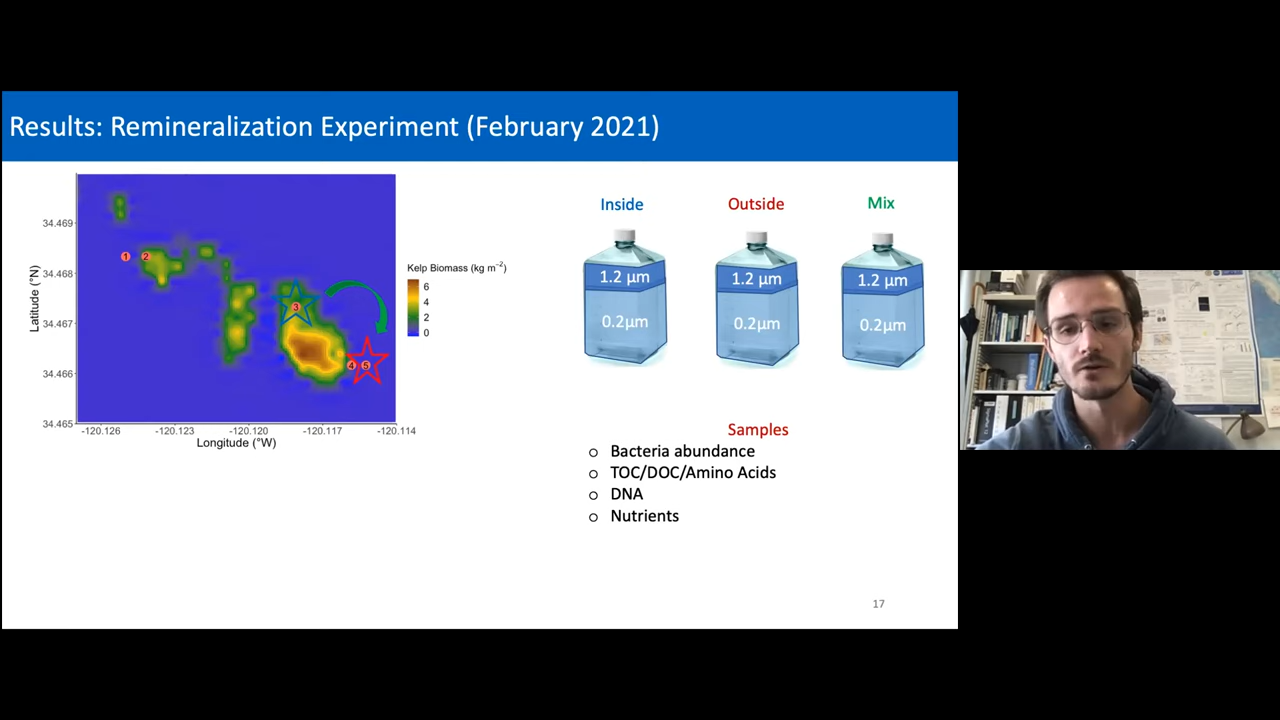 Results: Remineralization Experiment (February 2021)
34.469
34.468
34.467
34.466
34.465
Latitude (°N)
-120.126
-120.123
-120.120
-120.117
-120.114
Longitude (°W)
1
2
3
4
5
Kelp Biomass (kg m⁻²)
6
4
2
0
Inside
Outside
Mix
1.2 μm
0.2μm
1.2 μm
0.2μm
1.2 μm
0.2μm
Samples
o Bacteria abundance
o TOC/DOC/Amino Acids
o DNA
o Nutrients
17